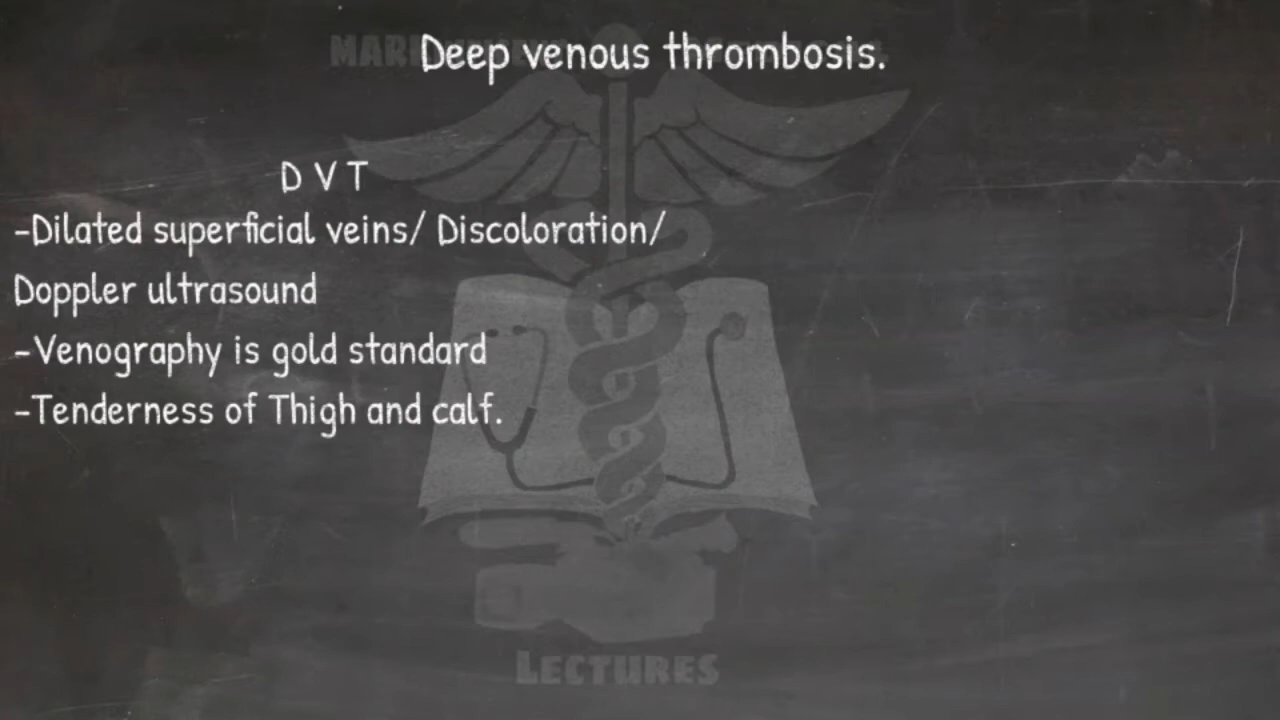 Deep venous thrombosis.
D V T
-Dilated superficial veins/ Discoloration/
Doppler ultrasound
-Venography is gold standard
-Tenderness of Thigh and calf.
LECTURES